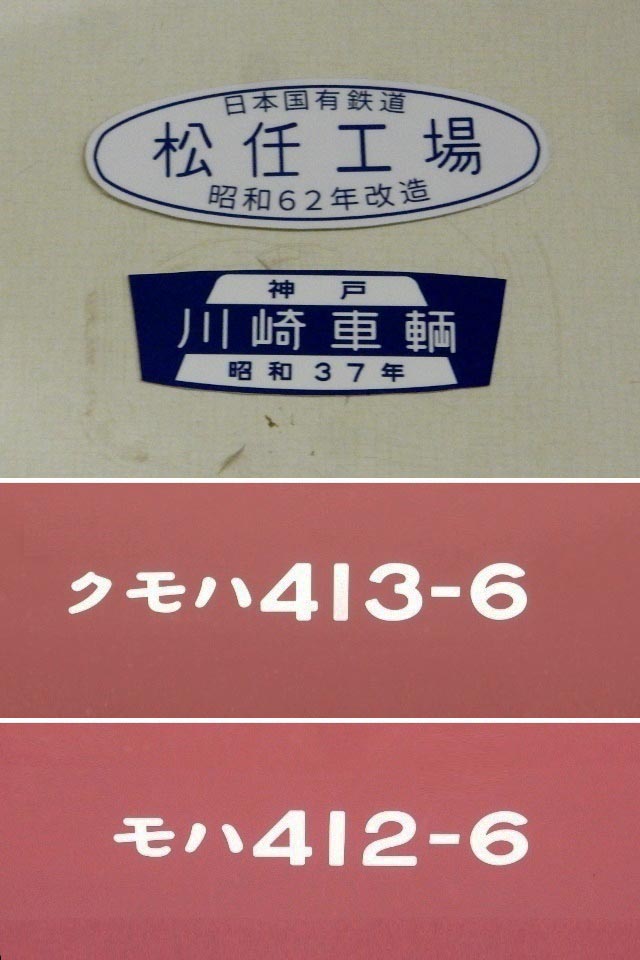 日本国有鉄道
松任工場
昭和62年改造
神戸
川崎車輌
昭和37年
クモハ413-6
モハ412-6